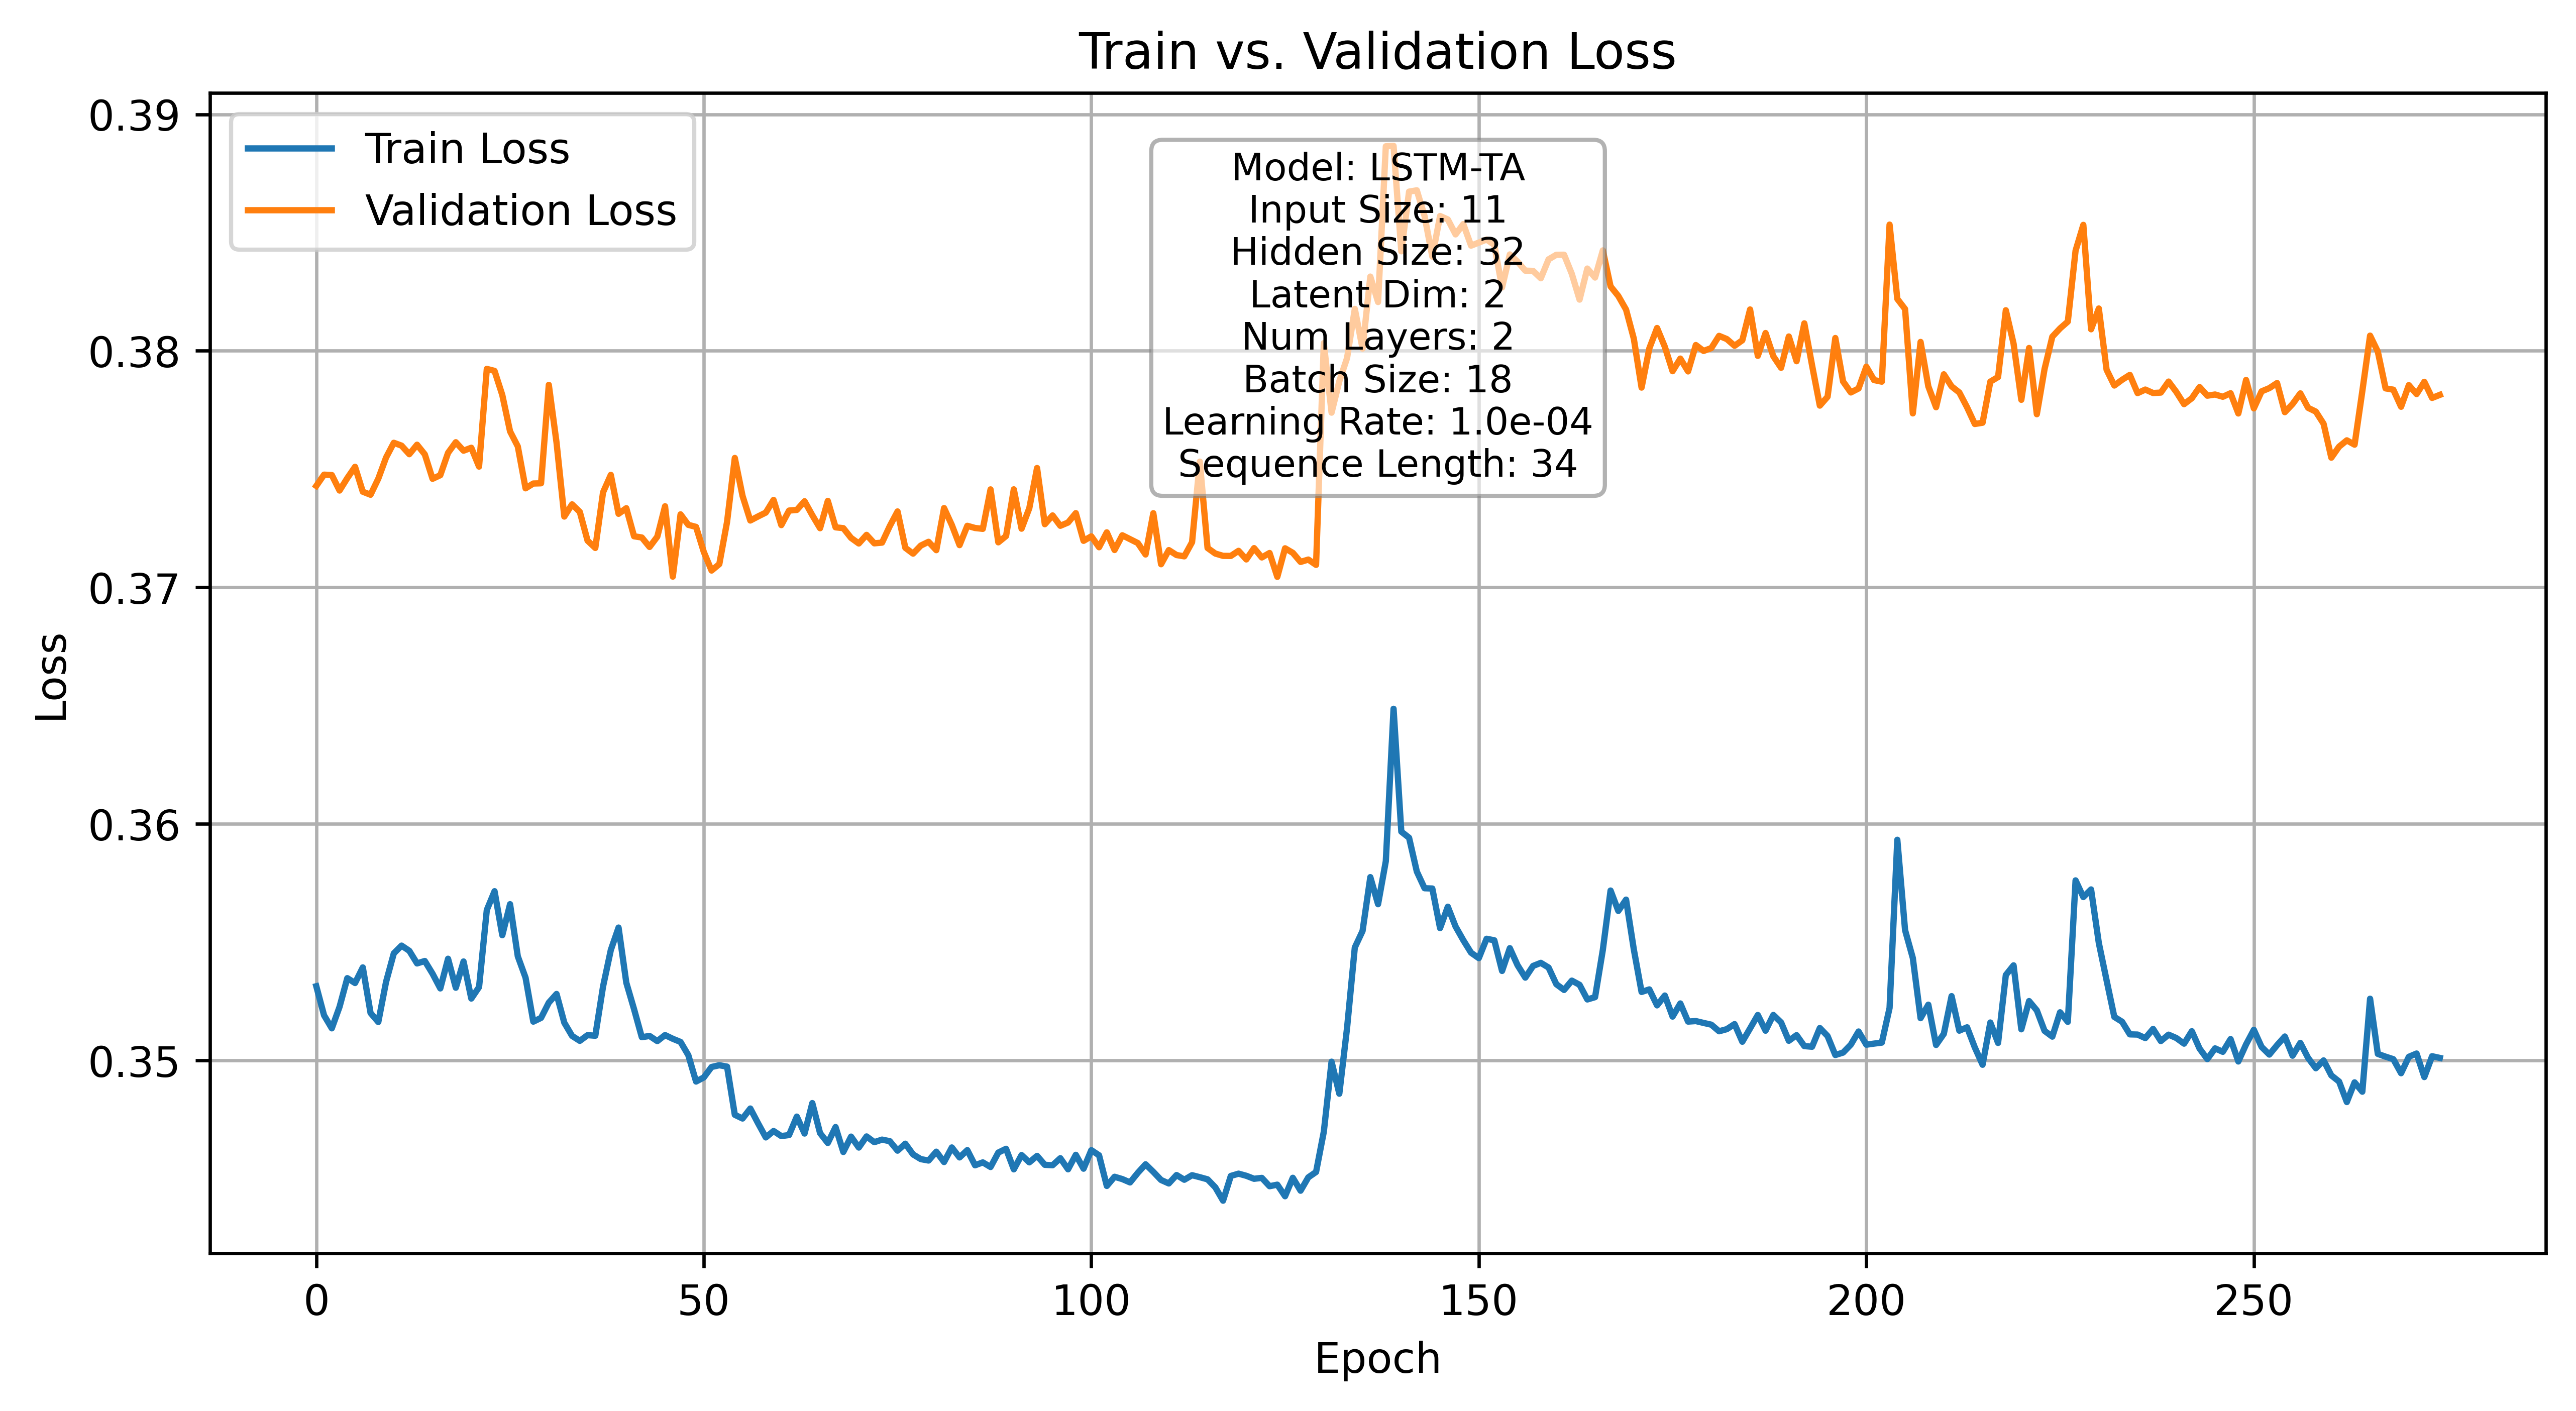 Train vs. Validation Loss
0.39
0.38
0.37
0.36
0.35
Loss
Train Loss
Validation Loss
Model: LSTM-TA
Input Size: 11
Hidden Size: 32
Latent Dim: 2
Num Layers: 2
Batch Size: 18
Learning Rate: 1.0e-04
Sequence Length: 34
0 50 100 150 200 250
Epoch